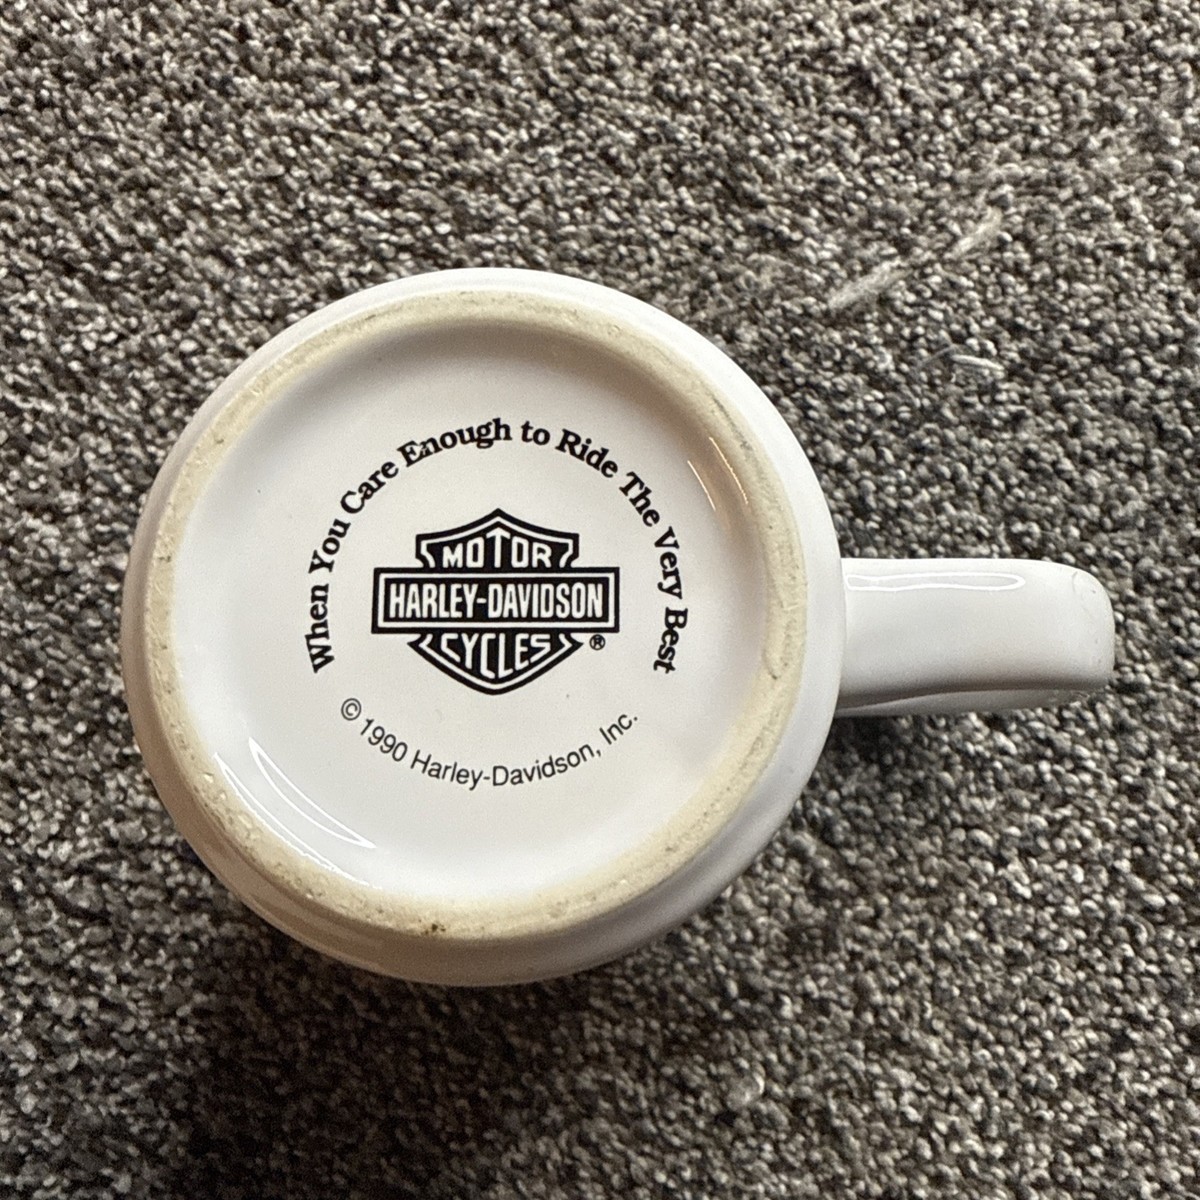 When You Care Enough to Ride The Very Best
MOTOR
HARLEY-DAVIDSON
CYCLES
®
© 1990 Harley-Davidson, Inc.